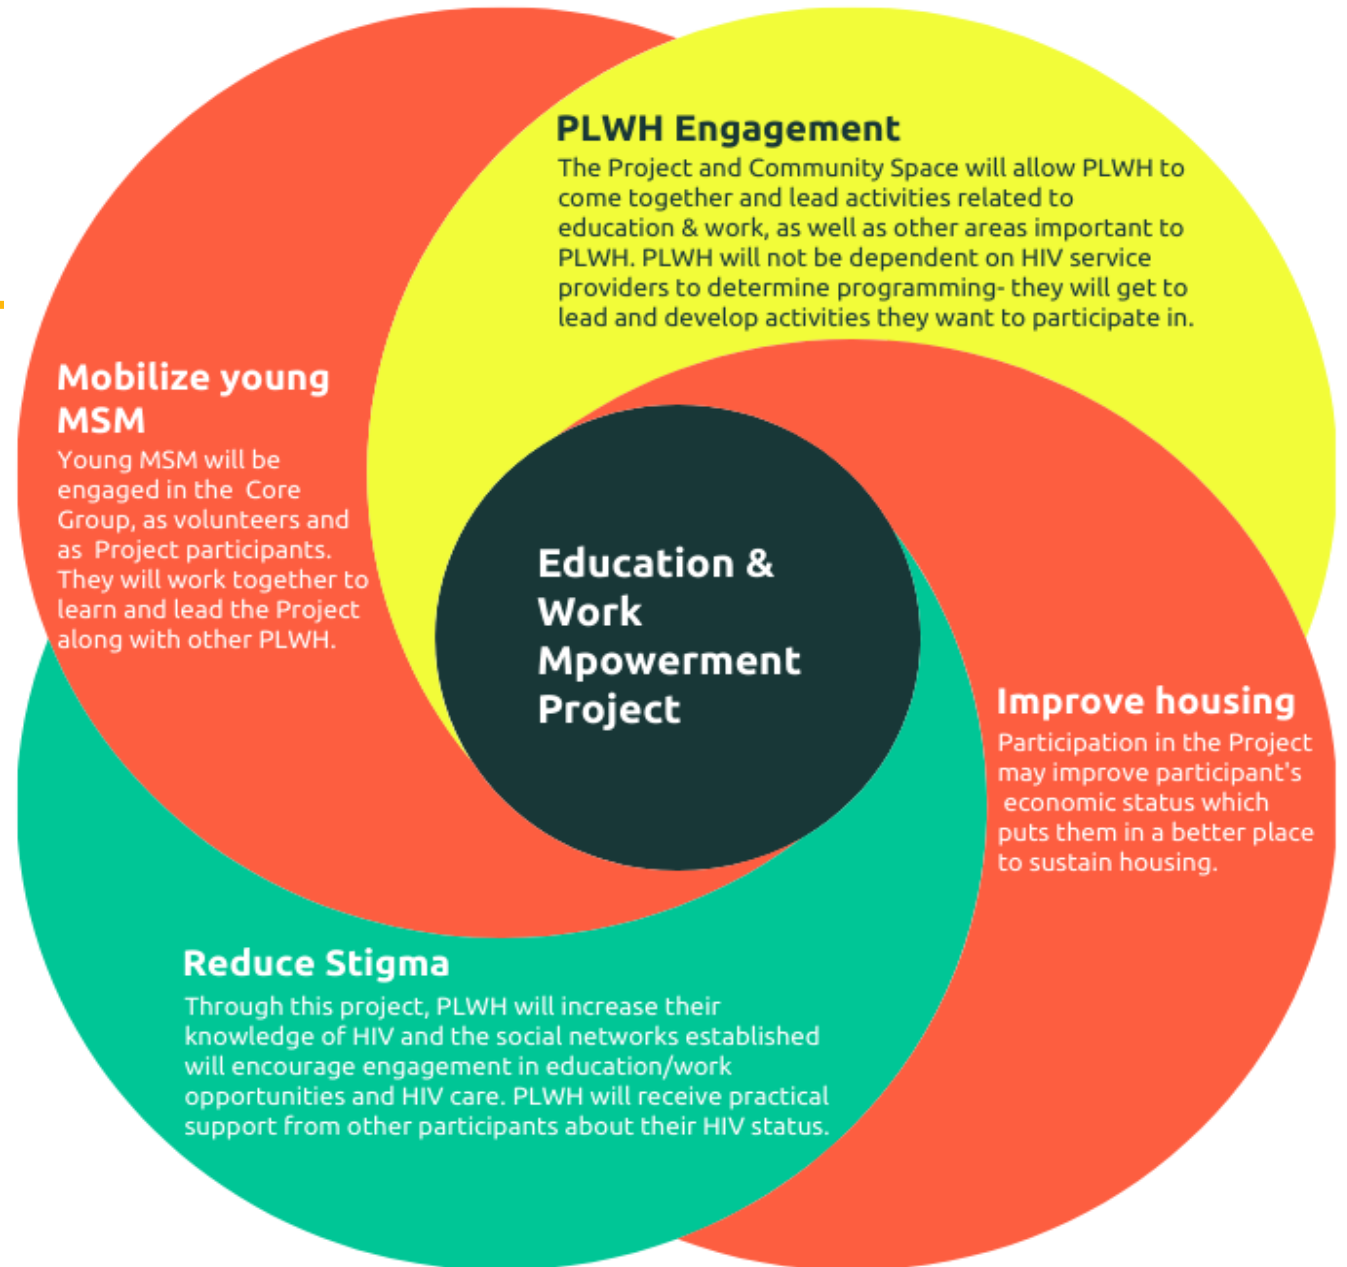 PLWH Engagement
The Project and Community Space will allow PLWH to
come together and lead activities related to
education & work, as well as other areas important to
PLWH. PLWH will not be dependent on HIV service
providers to determine programming- they will get to
lead and develop activities they want to participate in.
Mobilize young
MSM
Young MSM will be
engaged in the Core
Group, as volunteers and
as Project participants.
They will work together to
learn and lead the Project
along with other PLWH.
Education &
Work
Mpowerment
Project
Improve housing
Participation in the Project
may improve participant's
economic status which
puts them in a better place
to sustain housing.
Reduce Stigma
Through this project, PLWH will increase their
knowledge of HIV and the social networks established
will encourage engagement in education/work
opportunities and HIV care. PLWH will receive practical
support from other participants about their HIV status.